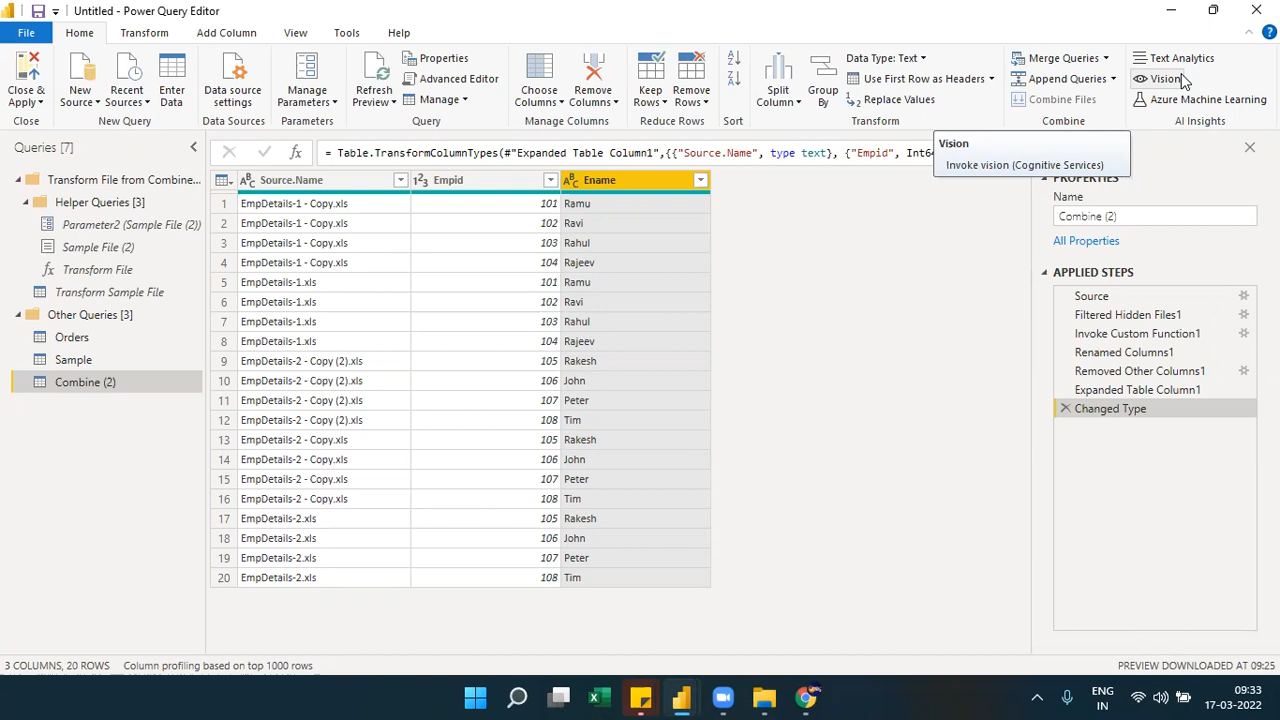 Untitled - Power Query Editor
File Home Transform Add Column View Tools Help
Close & Apply
New Source
Recent Sources
Enter Data
Data source settings
Manage Parameters
Refresh Preview
Properties
Advanced Editor
Manage
Choose Columns
Remove Columns
Keep Rows
Remove Rows
Split Column
Group By
Data Type: Text
Use First Row as Headers
Replace Values
Merge Queries
Append Queries
Combine Files
Text Analytics
Vision
Azure Machine Learning
Close New Query Data Sources Parameters Query Manage Columns Reduce Rows Sort Transform Combine AI Insights
Queries [7]
= Table.TransformColumnTypes(#"Expanded Table Column1",{{"Source.Name", type text}, {"Empid", Int64
Vision
Invoke vision (Cognitive Services)
Transform File from Combine...
Helper Queries [3]
Parameter2 (Sample File (2))
Sample File (2)
Transform File
Transform Sample File
Other Queries [3]
Orders
Sample
Combine (2)
Source.Name Empid Ename
1 EmpDetails-1 - Copy.xls 101 Ramu
2 EmpDetails-1 - Copy.xls 102 Ravi
3 EmpDetails-1 - Copy.xls 103 Rahul
4 EmpDetails-1 - Copy.xls 104 Rajeev
5 EmpDetails-1.xls 101 Ramu
6 EmpDetails-1.xls 102 Ravi
7 EmpDetails-1.xls 103 Rahul
8 EmpDetails-1.xls 104 Rajeev
9 EmpDetails-2 - Copy (2).xls 105 Rakesh
10 EmpDetails-2 - Copy (2).xls 106 John
11 EmpDetails-2 - Copy (2).xls 107 Peter
12 EmpDetails-2 - Copy (2).xls 108 Tim
13 EmpDetails-2 - Copy.xls 105 Rakesh
14 EmpDetails-2 - Copy.xls 106 John
15 EmpDetails-2 - Copy.xls 107 Peter
16 EmpDetails-2 - Copy.xls 108 Tim
17 EmpDetails-2.xls 105 Rakesh
18 EmpDetails-2.xls 106 John
19 EmpDetails-2.xls 107 Peter
20 EmpDetails-2.xls 108 Tim
PROPERTIES
Name
Combine (2)
All Properties
APPLIED STEPS
Source
Filtered Hidden Files1
Invoke Custom Function1
Renamed Columns1
Removed Other Columns1
Expanded Table Column1
Changed Type
3 COLUMNS, 20 ROWS Column profiling based on top 1000 rows
PREVIEW DOWNLOADED AT 09:25
ENG
IN
09:33
17-03-2022